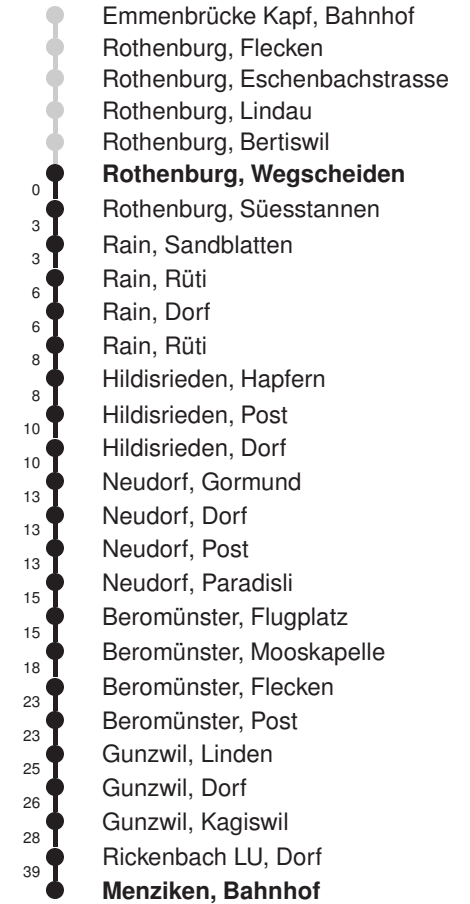 Emmenbrücke Kapf, Bahnhof
Rothenburg, Flecken
Rothenburg, Eschenbachstrasse
Rothenburg, Lindau
Rothenburg, Bertiswil
Rothenburg, Wegscheiden
0
Rothenburg, Süesstannen
3
Rain, Sandblatten
3
Rain, Rüti
6
Rain, Dorf
6
Rain, Rüti
8
Hildisrieden, Hapfern
8
Hildisrieden, Post
10
Hildisrieden, Dorf
10
Neudorf, Gormund
13
Neudorf, Dorf
13
Neudorf, Post
13
Neudorf, Paradisli
15
Beromünster, Flugplatz
15
Beromünster, Mooskapelle
18
Beromünster, Flecken
23
Beromünster, Post
23
Gunzwil, Linden
25
Gunzwil, Dorf
26
Gunzwil, Kagiswil
28
Rickenbach LU, Dorf
39
Menziken, Bahnhof